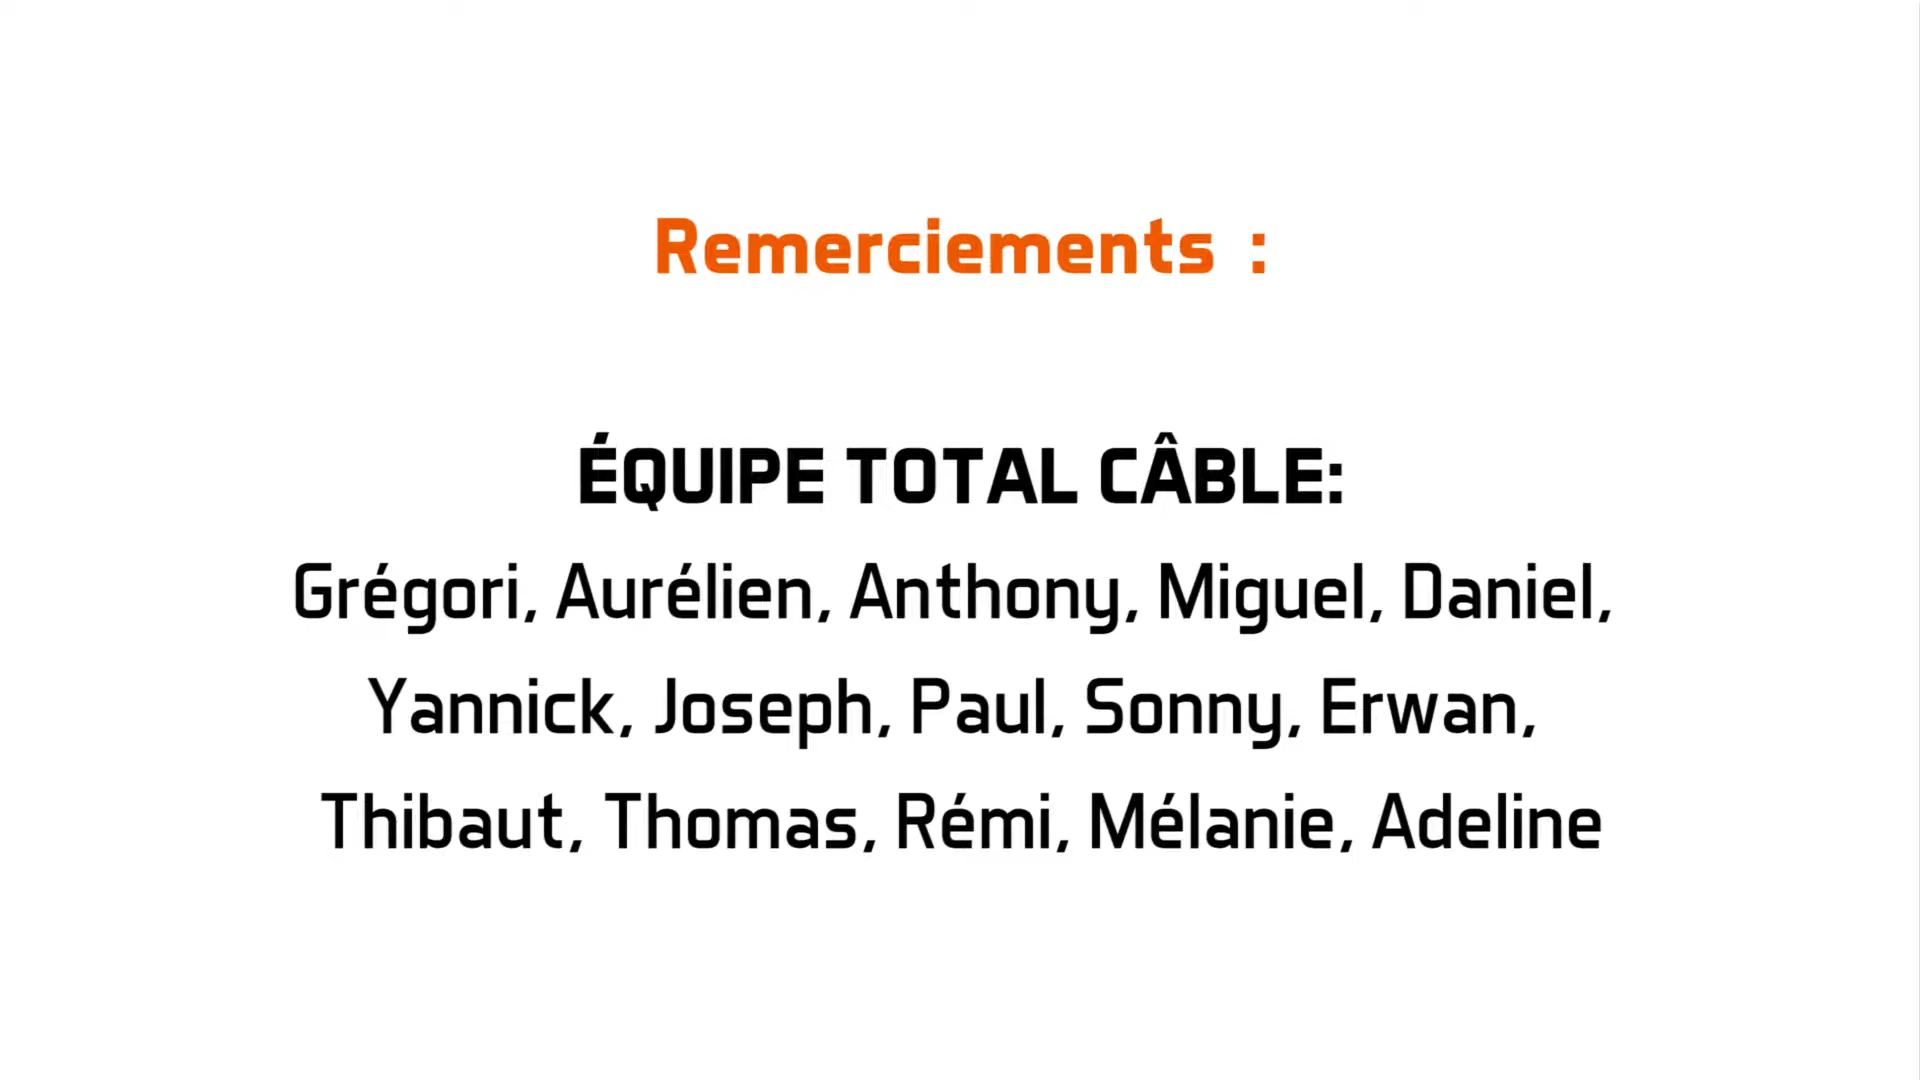 Remerciements :
ÉQUIPE TOTAL CÂBLE:
Grégori, Aurélien, Anthony, Miguel, Daniel,
Yannick, Joseph, Paul, Sonny, Erwan,
Thibaut, Thomas, Rémi, Mélanie, Adeline